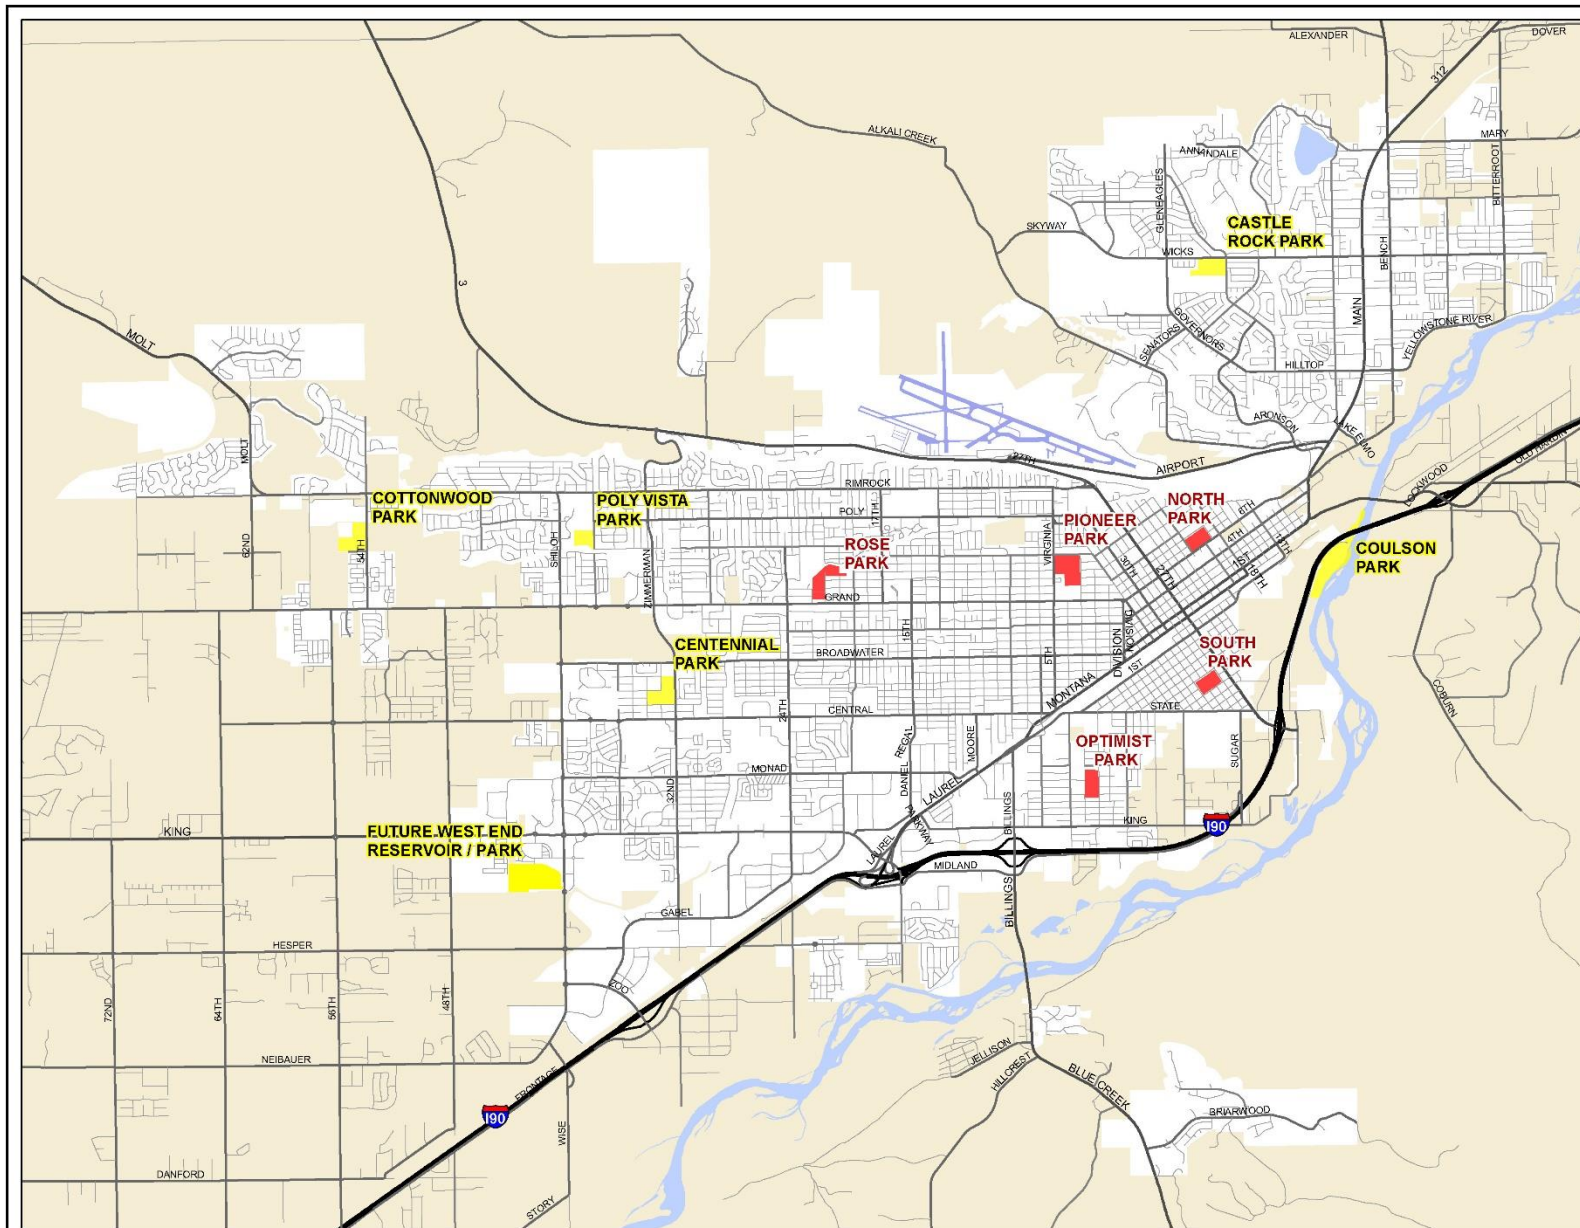 ALEXANDER
DOVER
312
ALKALI CREEK
MARY
ANNANDALE
BITTERROOT
GLENEAGLES
SKYWAY
CASTLE
ROCK PARK
WICKS
BENCH
3
MAIN
MOLT
GOVERNORS
SENATORS
YELLOWSTONE RIVER
HILLTOP
ARONSON
LAKE ELMO
MOLT
27TH
AIRPORT
OLD HARDIN
LOCKWOOD
RIMROCK
COTTONWOOD
PARK
POLY VISTA
PARK
POLY
17TH
NORTH
PARK
6TH
PIONEER
PARK
VIRGINIA
4TH
13TH
62ND
54TH
SHILOH
ROSE
PARK
30TH
27TH
1ST
18TH
COULSON
PARK
ZIMMERMAN
GRAND
DIVISION
DIVISION
15TH
CENTENNIAL
PARK
BROADWATER
5TH
1ST
SOUTH
PARK
MONTANA
COBURN
24TH
CENTRAL
STATE
REGAL
MOORE
OPTIMIST
PARK
SUGAR
MONAD
DANIEL
LAUREL
32ND
PARKWAY
BILLINGS
KING
FUTURE WEST END
RESERVOIR / PARK
KING
I90
LAUREL
MIDLAND
BILLINGS
GABEL
HESPER
ZOO
72ND
64TH
56TH
48TH
NEIBAUER
JELLISON
HILLCREST
BLUE CREEK
FRONTAGE
I90
BRIARWOOD
WISE
DANFORD
STORY